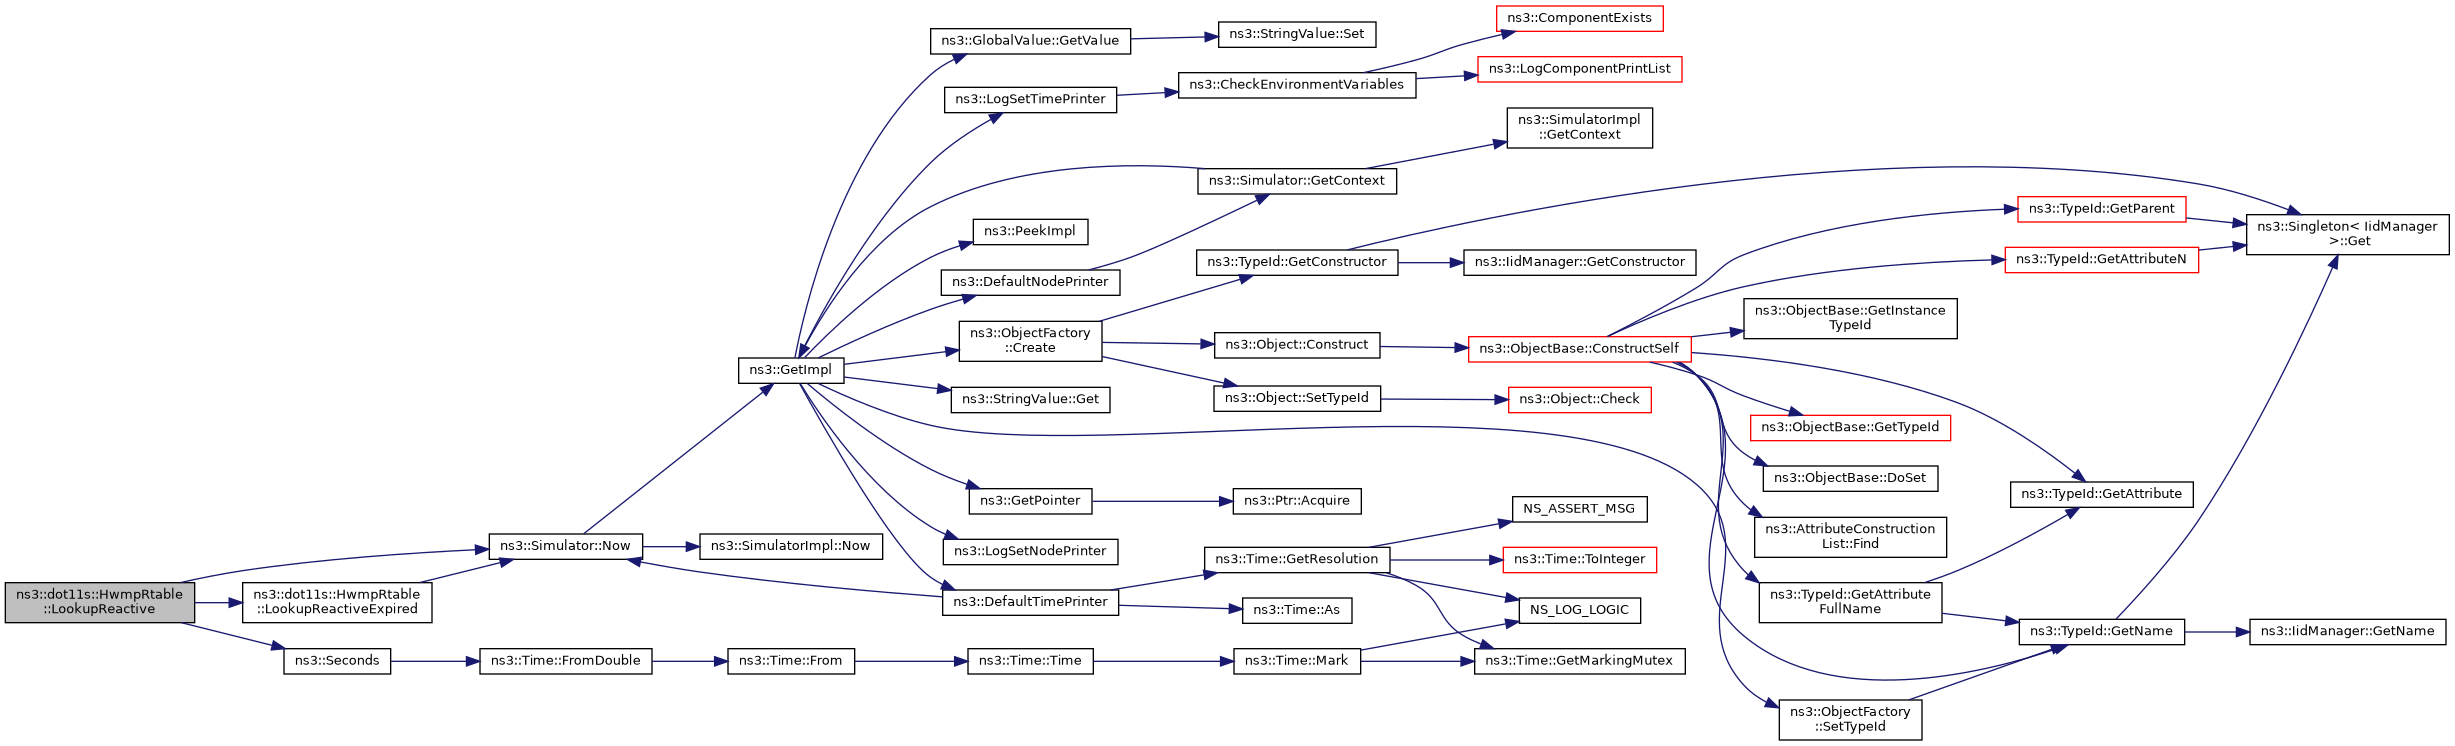 ns3::dot11s::HwmpRtable
::LookupReactive
ns3::Simulator::Now
ns3::dot11s::HwmpRtable
::LookupReactiveExpired
ns3::Seconds
ns3::Time::FromDouble
ns3::SimulatorImpl::Now
ns3::Time::From
ns3::GetImpl
ns3::GlobalValue::GetValue
ns3::LogSetTimePrinter
ns3::PeekImpl
ns3::DefaultNodePrinter
ns3::ObjectFactory
::Create
ns3::StringValue::Get
ns3::GetPointer
ns3::LogSetNodePrinter
ns3::DefaultTimePrinter
ns3::Time::Time
ns3::StringValue::Set
ns3::CheckEnvironmentVariables
ns3::Simulator::GetContext
ns3::TypeId::GetConstructor
ns3::Object::Construct
ns3::Object::SetTypeId
ns3::Ptr::Acquire
ns3::Time::GetResolution
ns3::Time::As
ns3::Time::Mark
ns3::ComponentExists
ns3::LogComponentPrintList
ns3::SimulatorImpl
::GetContext
ns3::IidManager::GetConstructor
ns3::ObjectBase::ConstructSelf
ns3::Object::Check
NS_ASSERT_MSG
ns3::Time::ToInteger
NS_LOG_LOGIC
ns3::Time::GetMarkingMutex
ns3::ObjectBase::GetInstance
TypeId
ns3::ObjectBase::GetTypeId
ns3::ObjectBase::DoSet
ns3::AttributeConstruction
List::Find
ns3::TypeId::GetAttribute
FullName
ns3::ObjectFactory
::SetTypeId
ns3::TypeId::GetParent
ns3::TypeId::GetAttributeN
ns3::TypeId::GetAttribute
ns3::TypeId::GetName
ns3::Singleton< IidManager
>::Get
ns3::IidManager::GetName